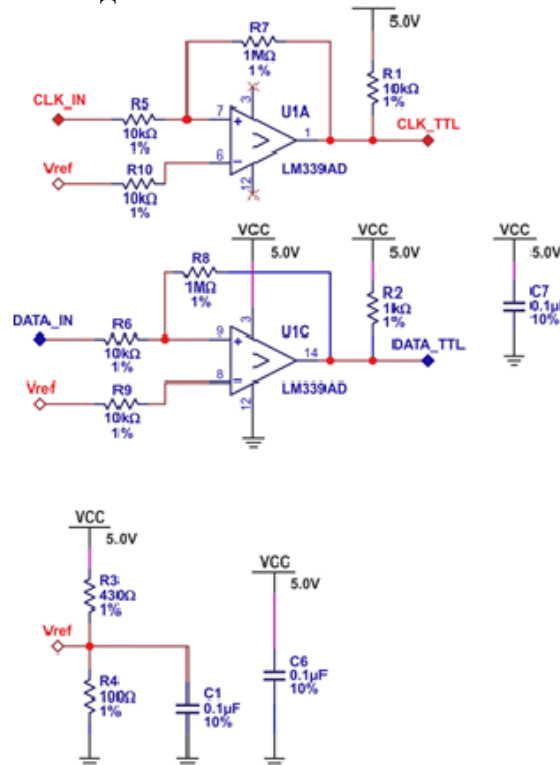 5.0V
R7
1MΩ
1%
R1
10kΩ
1%
CLK_IN
R5
10kΩ
1%
3
7
+
U1A
1
CLK_TTL
6
LM339AD
Vref
R10
10kΩ
1%
12
VCC
5.0V
VCC
5.0V
VCC
5.0V
R8
1MΩ
1%
R2
1kΩ
1%
C7
0.1µF
10%
DATA_IN
R6
10kΩ
1%
3
9
+
U1C
14
DATA_TTL
8
LM339AD
Vref
R9
10kΩ
1%
12
VCC
5.0V
R3
430Ω
1%
Vref
R4
100Ω
1%
C1
0.1µF
10%
VCC
5.0V
C6
0.1µF
10%